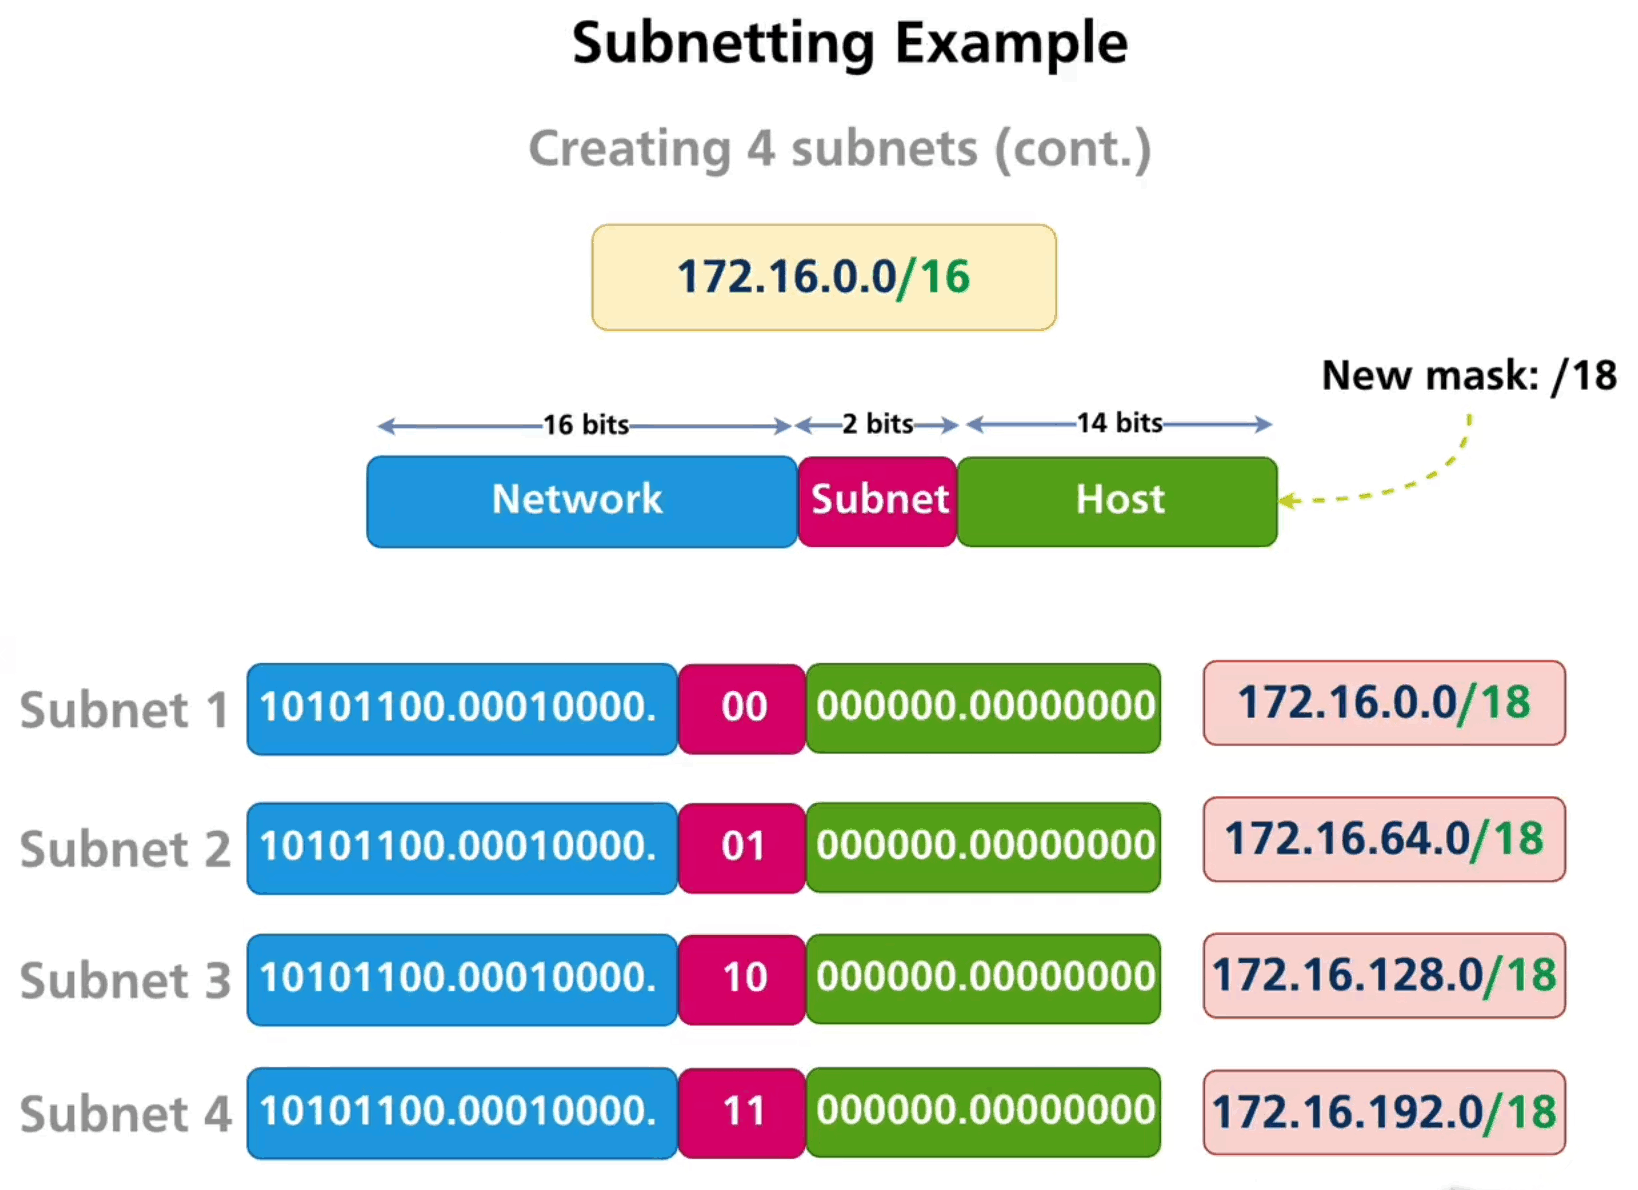 Subnetting Example
Creating 4 subnets (cont.)
172.16.0.0/16
New mask: /18
16 bits 2 bits 14 bits
Network Subnet Host
Subnet 1 10101100.00010000. 00 000000.00000000 172.16.0.0/18
Subnet 2 10101100.00010000. 01 000000.00000000 172.16.64.0/18
Subnet 3 10101100.00010000. 10 000000.00000000 172.16.128.0/18
Subnet 4 10101100.00010000. 11 000000.00000000 172.16.192.0/18